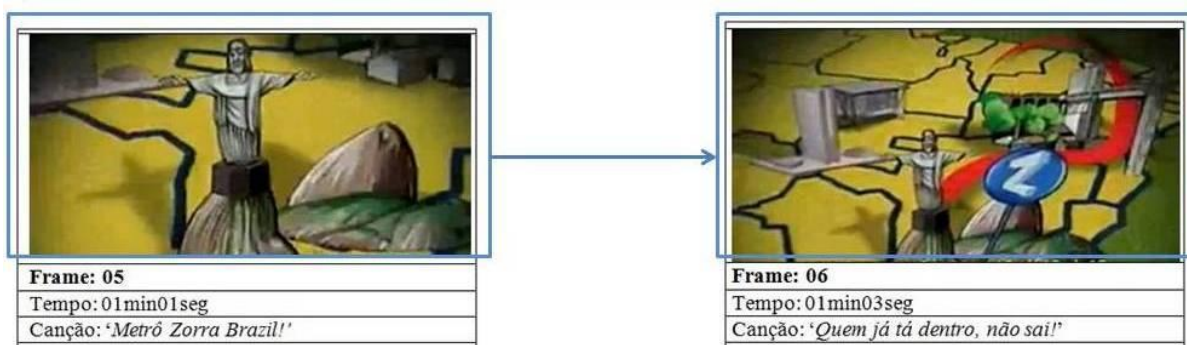 Frame: 05
Tempo: 01min01seg
Canção: ‘Metrô Zorra Brazil!’
Z
Frame: 06
Tempo: 01min03seg
Canção: ‘Quem já tá dentro, não sai!’